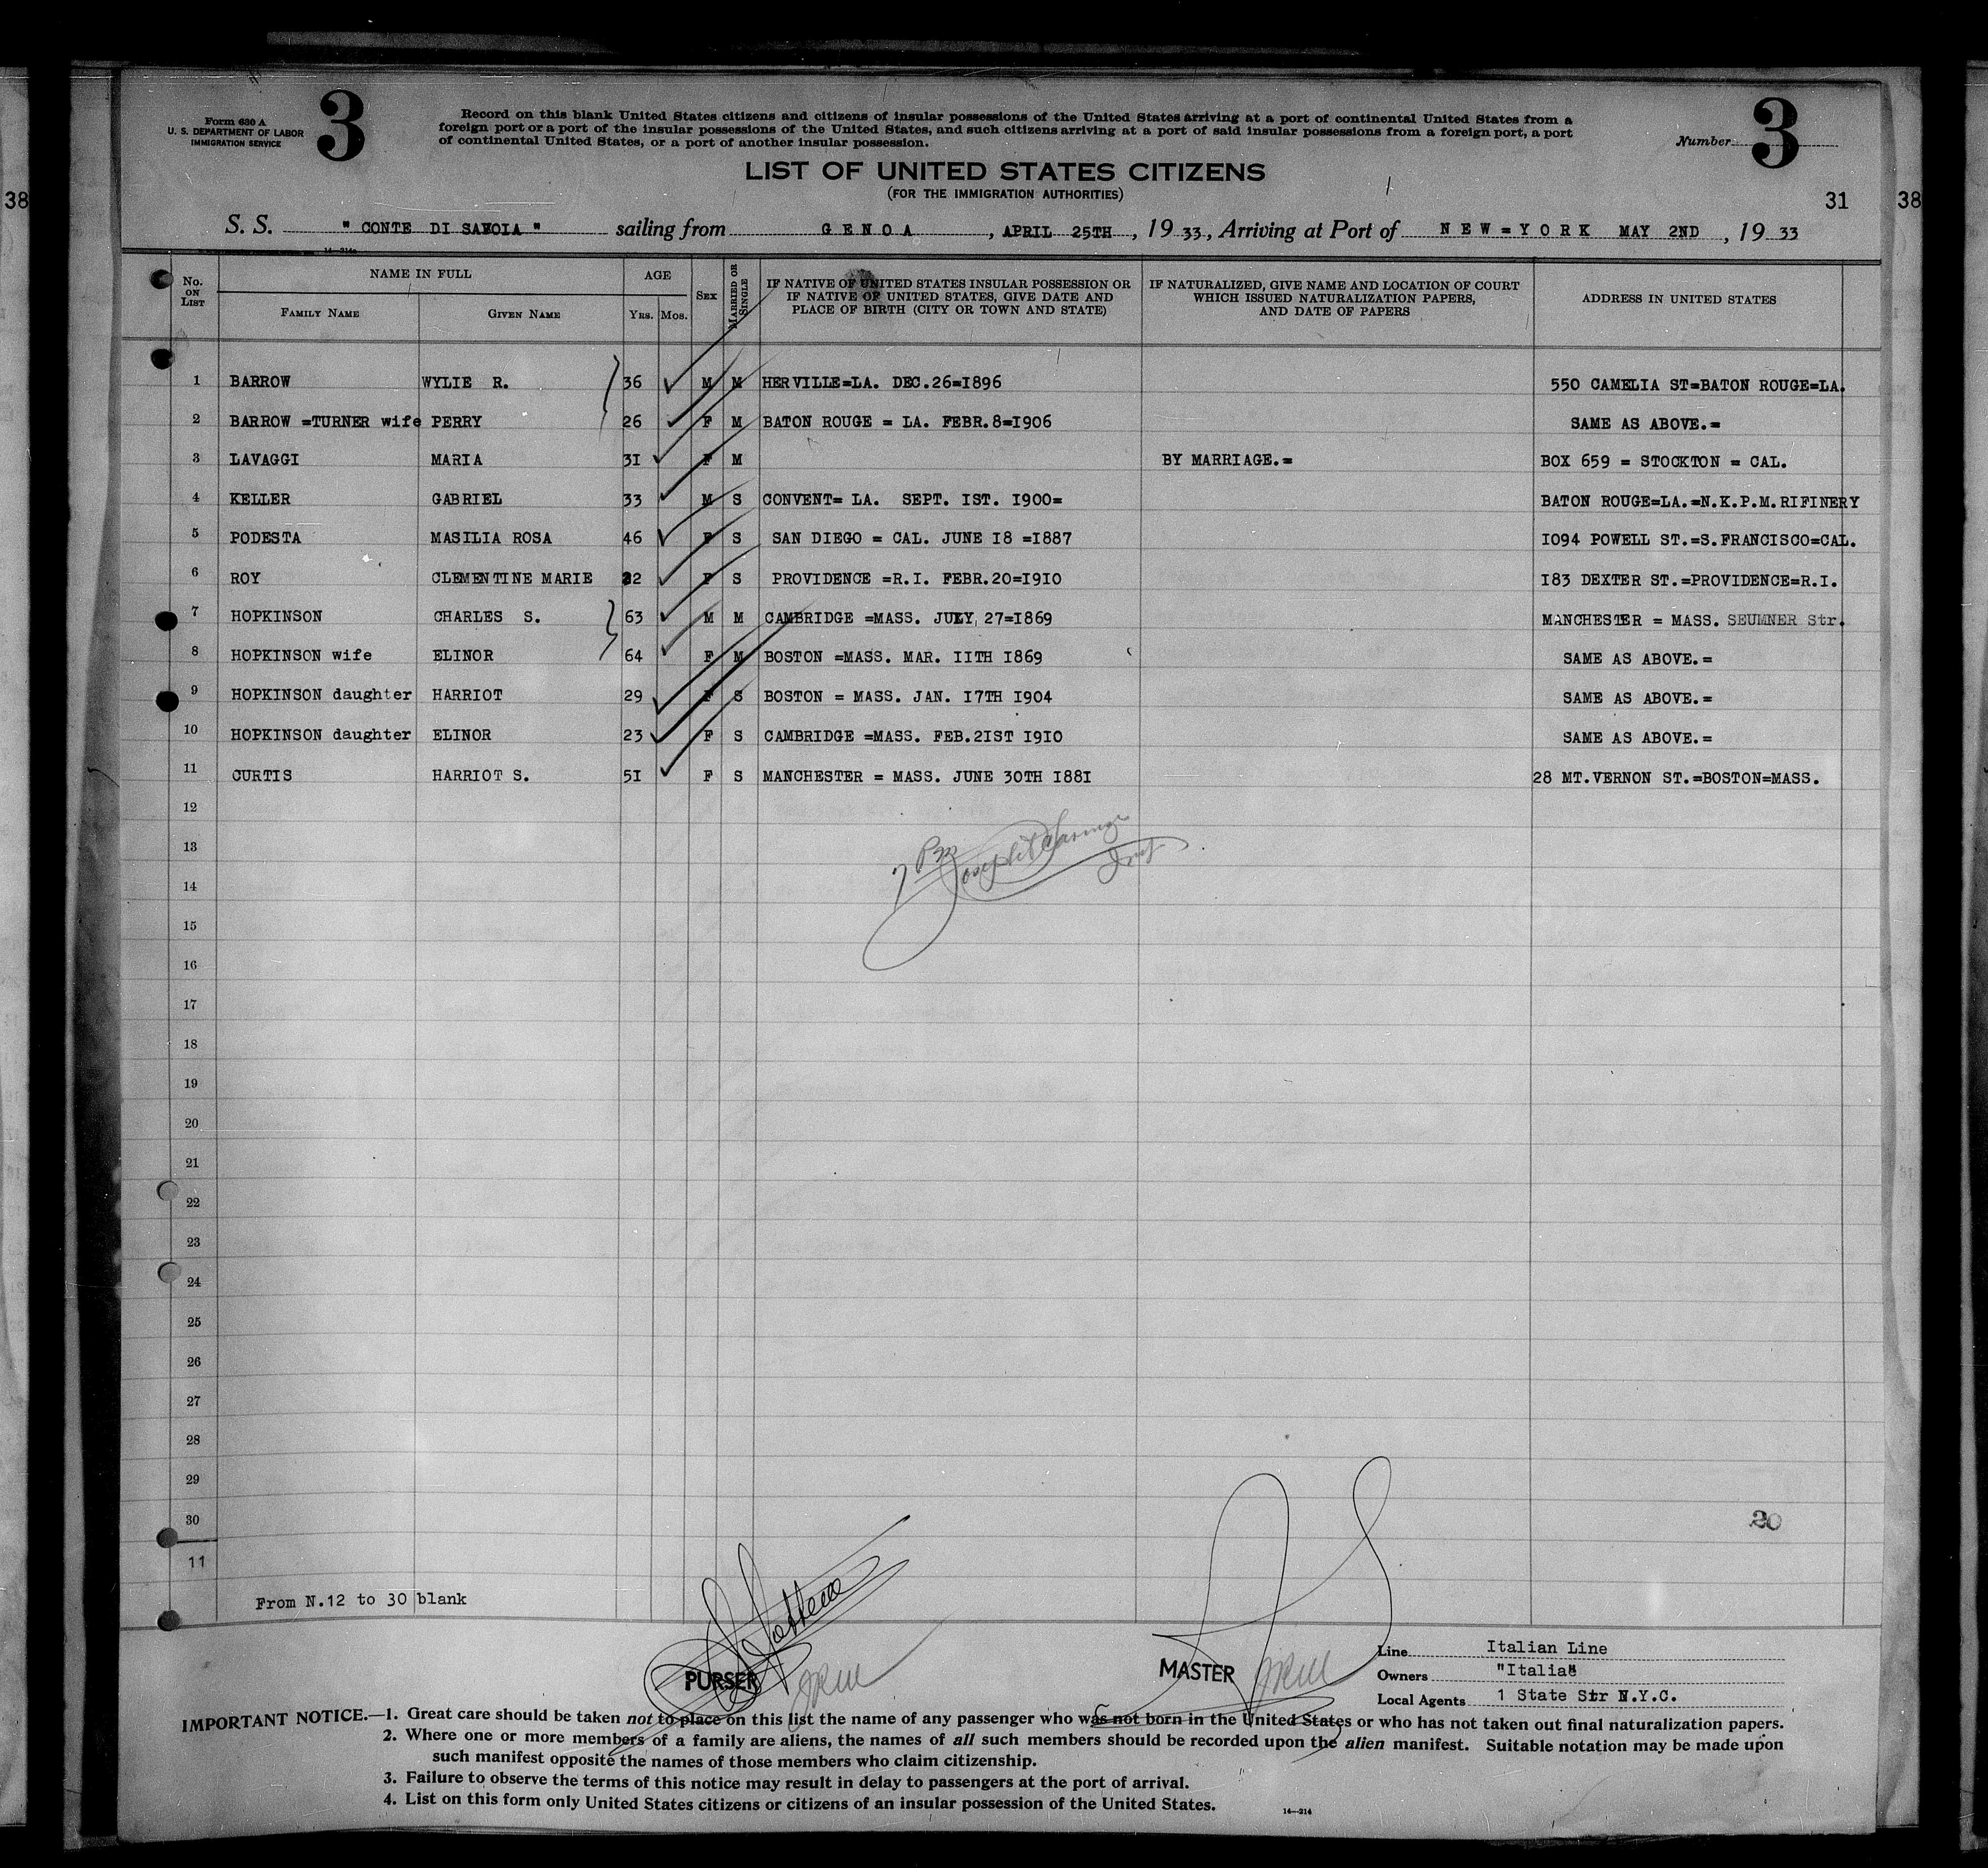 38
Form 630 A
U. S. DEPARTMENT OF LABOR
IMMIGRATION SERVICE
3
Record on this blank United States citizens and citizens of insular possessions of the United States arriving at a port of continental United States from a
foreign port or a port of the insular possessions of the United States, and such citizens arriving at a port of said insular possessions from a foreign port, a port
of continental United States, or a port of another insular possession.
Number 3
LIST OF UNITED STATES CITIZENS
(FOR THE IMMIGRATION AUTHORITIES)
31 38
S. S. " CONTE DI SAVOIA " sailing from GENOA , APRIL 25TH , 19 33 , Arriving at Port of NEW=YORK MAY 2ND , 19 33
No. ON LIST NAME IN FULL FAMILY NAME GIVEN NAME AGE YRS. MOS. SEX MARRIED OR SINGLE IF NATIVE OF UNITED STATES INSULAR POSSESSION OR IF NATIVE OF UNITED STATES, GIVE DATE AND PLACE OF BIRTH (CITY OR TOWN AND STATE) IF NATURALIZED, GIVE NAME AND LOCATION OF COURT WHICH ISSUED NATURALIZATION PAPERS, AND DATE OF PAPERS ADDRESS IN UNITED STATES
1 BARROW WYLIE R. 36 M M HERVILLE=LA. DEC.26=1896 550 CAMELIA ST=BATON ROUGE=LA.
2 BARROW =TURNER wife PERRY 26 F M BATON ROUGE = LA. FEBR.8=I906 SAME AS ABOVE.=
3 LAVAGGI MARIA 3I F M BY MARRIAGE.= BOX 659 = STOCKTON = CAL.
4 KELLER GABRIEL 33 M S CONVENT= LA. SEPT. IST. I900= BATON ROUGE=LA.=N.K.P.M.RIFINERY
5 PODESTA MASILIA ROSA 46 F S SAN DIEGO = CAL. JUNE I8 =I887 I094 POWELL ST.=S.FRANCISCO=CAL.
6 ROY CLEMENTINE MARIE 22 F S PROVIDENCE =R.I. FEBR.20=I9I0 I83 DEXTER ST.=PROVIDENCE=R.I.
7 HOPKINSON CHARLES S. 63 M M CAMBRIDGE =MASS. JULY 27=I869 MANCHESTER = MASS. SEUMNER Str.
8 HOPKINSON wife ELINOR 64 F M BOSTON =MASS. MAR. IITH I869 SAME AS ABOVE.=
9 HOPKINSON daughter HARRIOT 29 F S BOSTON = MASS. JAN. I7TH I904 SAME AS ABOVE.=
10 HOPKINSON daughter ELINOR 23 F S CAMBRIDGE =MASS. FEB.2IST I9I0 SAME AS ABOVE.=
11 CURTIS HARRIOT S. 5I F S MANCHESTER = MASS. JUNE 30TH I88I 28 MT.VERNON ST.=BOSTON=MASS.
12
13
14
15
16
17
18
19
20
21
22
23
24
25
26
27
28
29
30 20
11
From N.12 to 30 blank
PURSER
MASTER
Line Italian Line
Owners "Italia"
Local Agents 1 State Str N.Y.C.
IMPORTANT NOTICE.—1. Great care should be taken not to place on this list the name of any passenger who was not born in the United States or who has not taken out final naturalization papers.
2. Where one or more members of a family are aliens, the names of all such members should be recorded upon the alien manifest. Suitable notation may be made upon
such manifest opposite the names of those members who claim citizenship.
3. Failure to observe the terms of this notice may result in delay to passengers at the port of arrival.
4. List on this form only United States citizens or citizens of an insular possession of the United States.
14—214